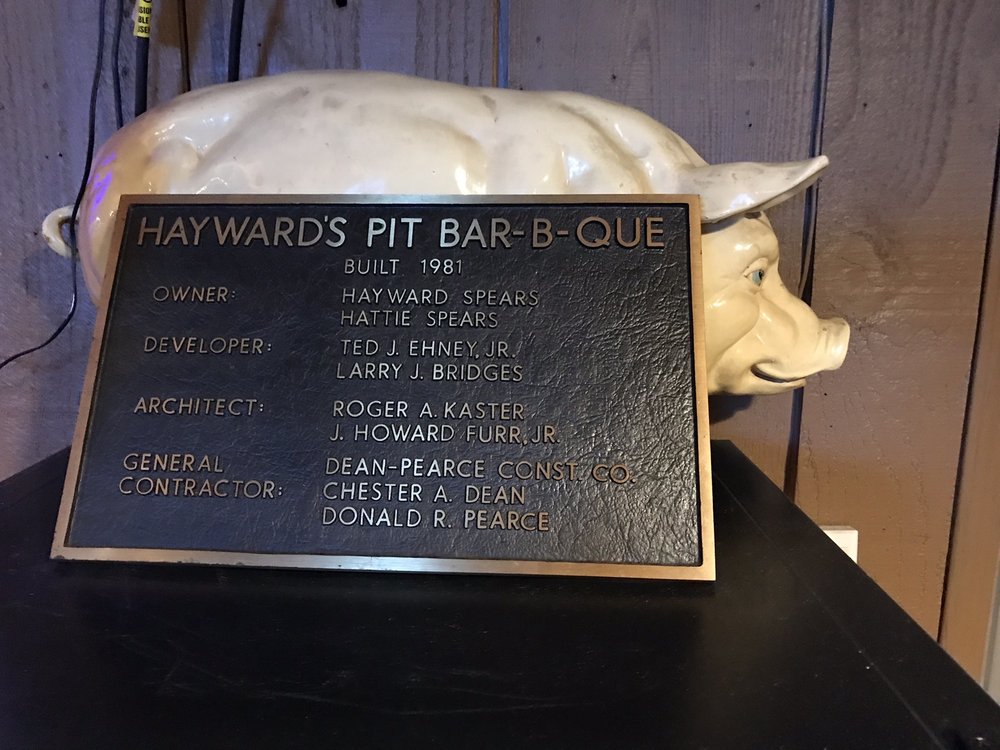 HAYWARD'S PIT BAR-B-QUE
BUILT 1981
OWNER: HAYWARD SPEARS
HATTIE SPEARS
DEVELOPER: TED J. EHNEY, JR.
LARRY J. BRIDGES
ARCHITECT: ROGER A. KASTER
J. HOWARD FURR, JR.
GENERAL DEAN-PEARCE CONST. CO.
CONTRACTOR: CHESTER A. DEAN
DONALD R. PEARCE